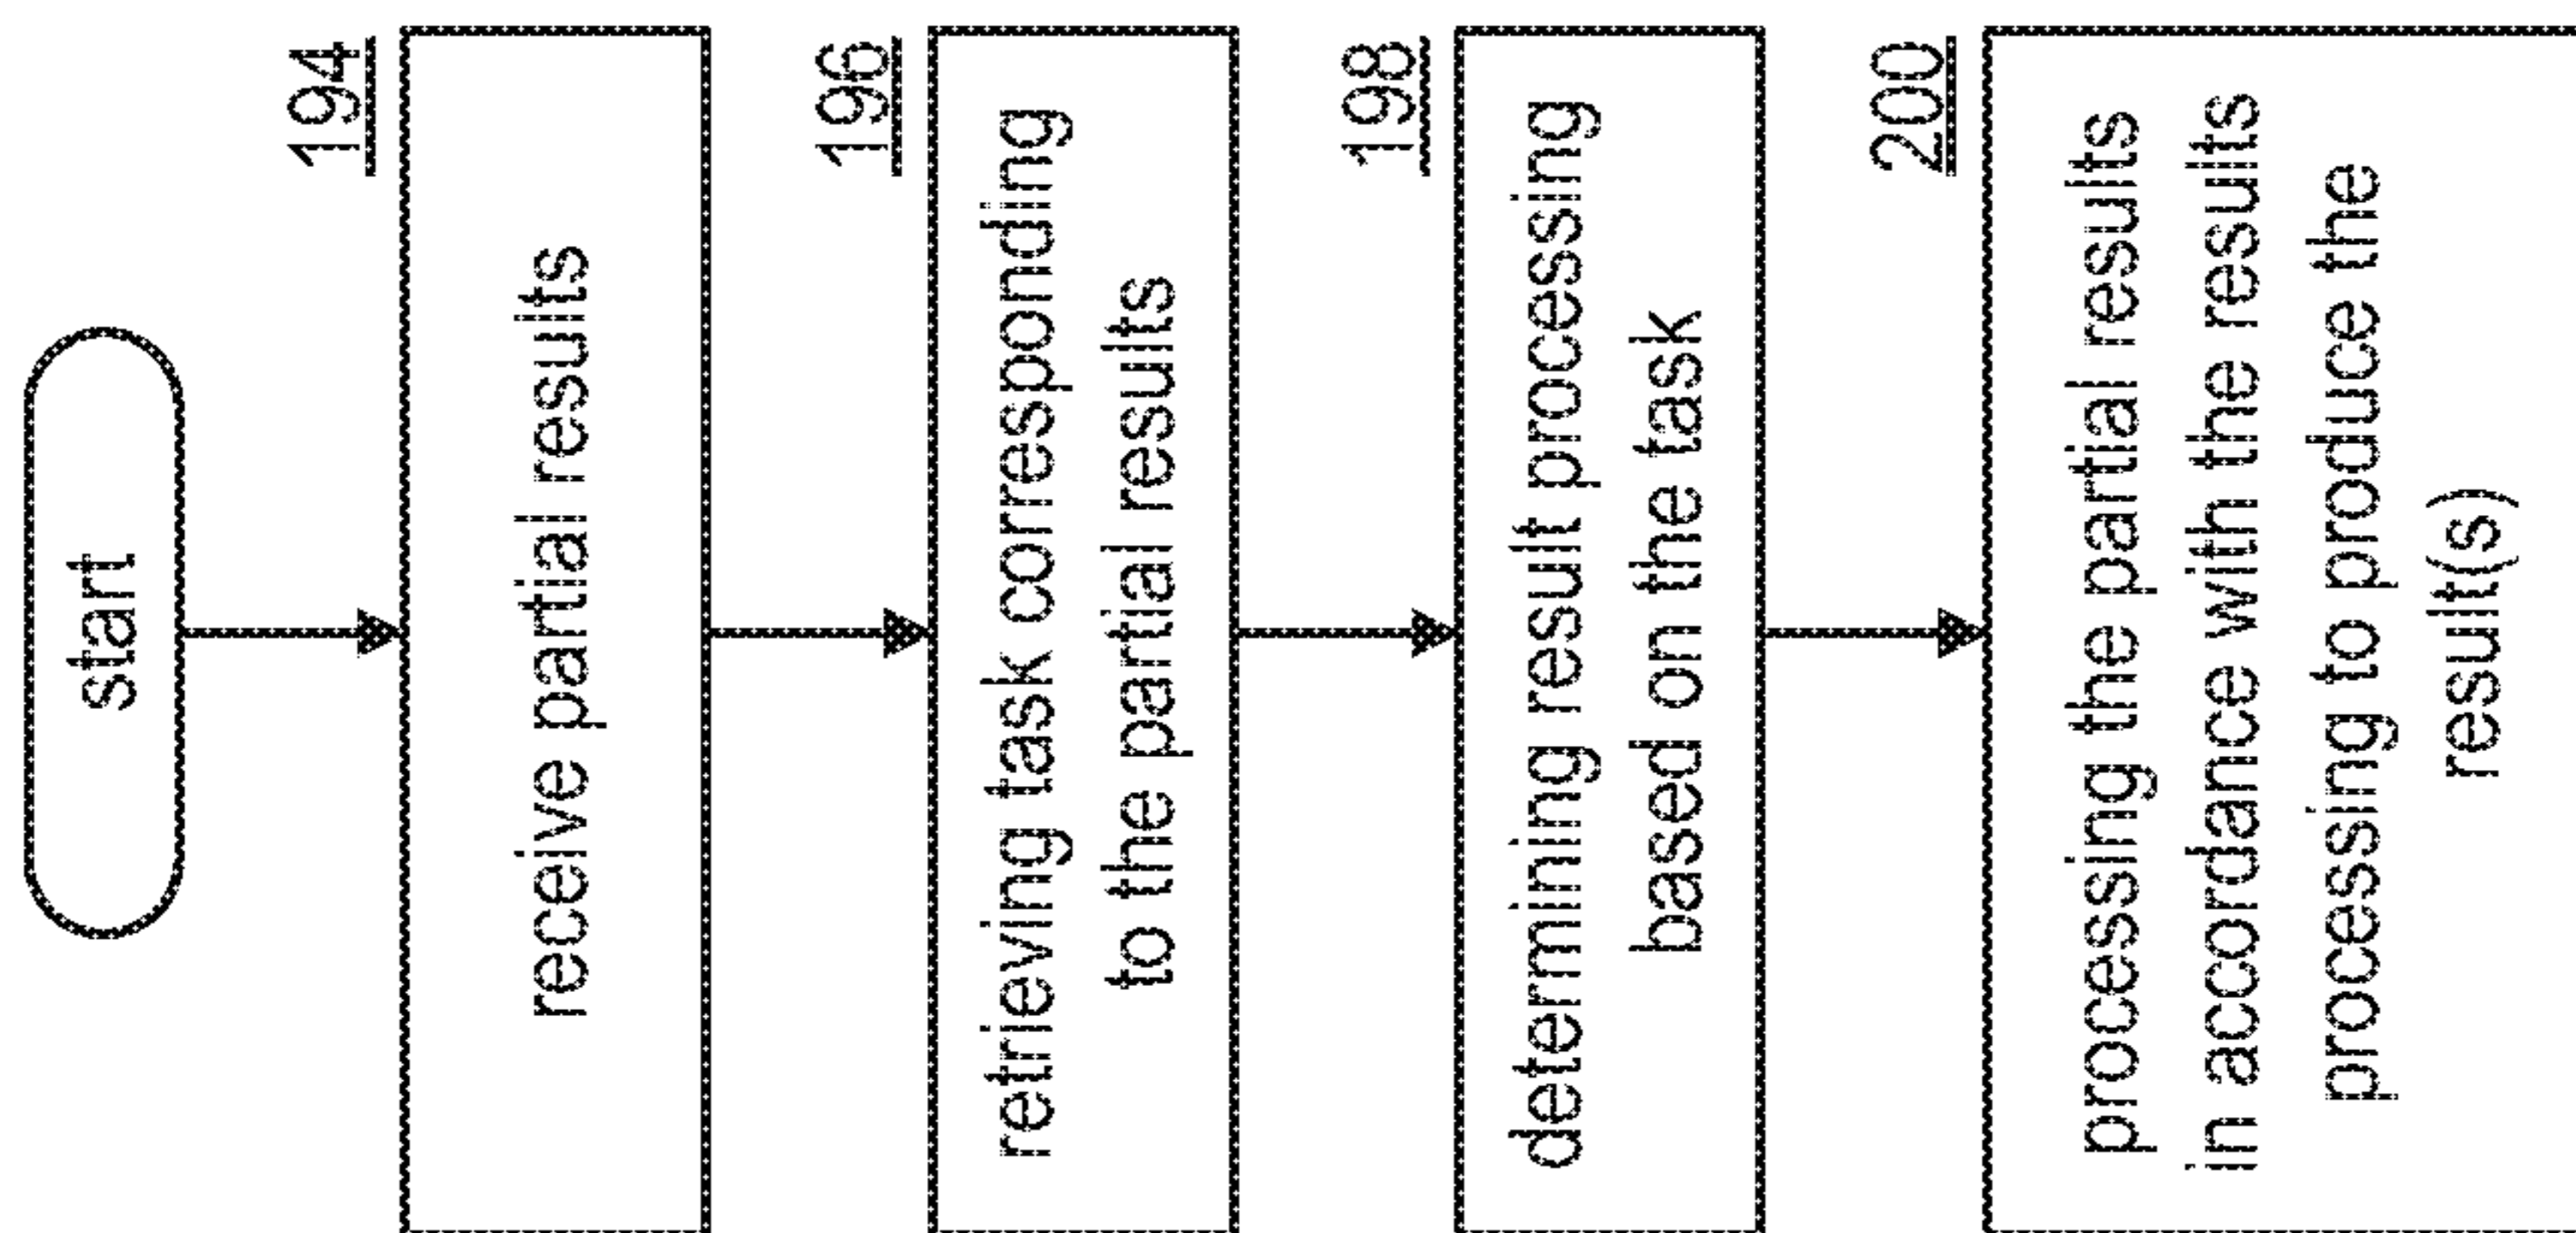 start
194
receive partial results
196
retrieving task corresponding
to the partial results
198
determining result processing
based on the task
200
processing the partial results
in accordance with the results
processing to produce the
result(s)